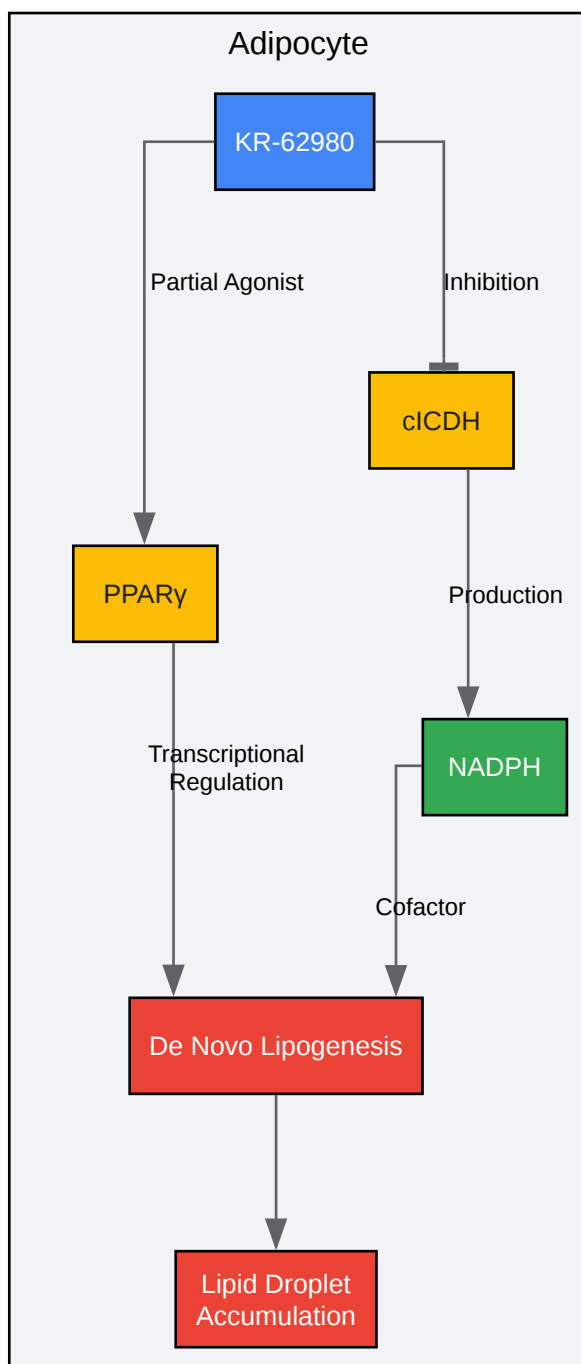 Adipocyte
KR-62980
Partial Agonist
Inhibition
cICDH
PPARγ
Production
Transcriptional
Regulation
NADPH
Cofactor
De Novo Lipogenesis
Lipid Droplet
Accumulation